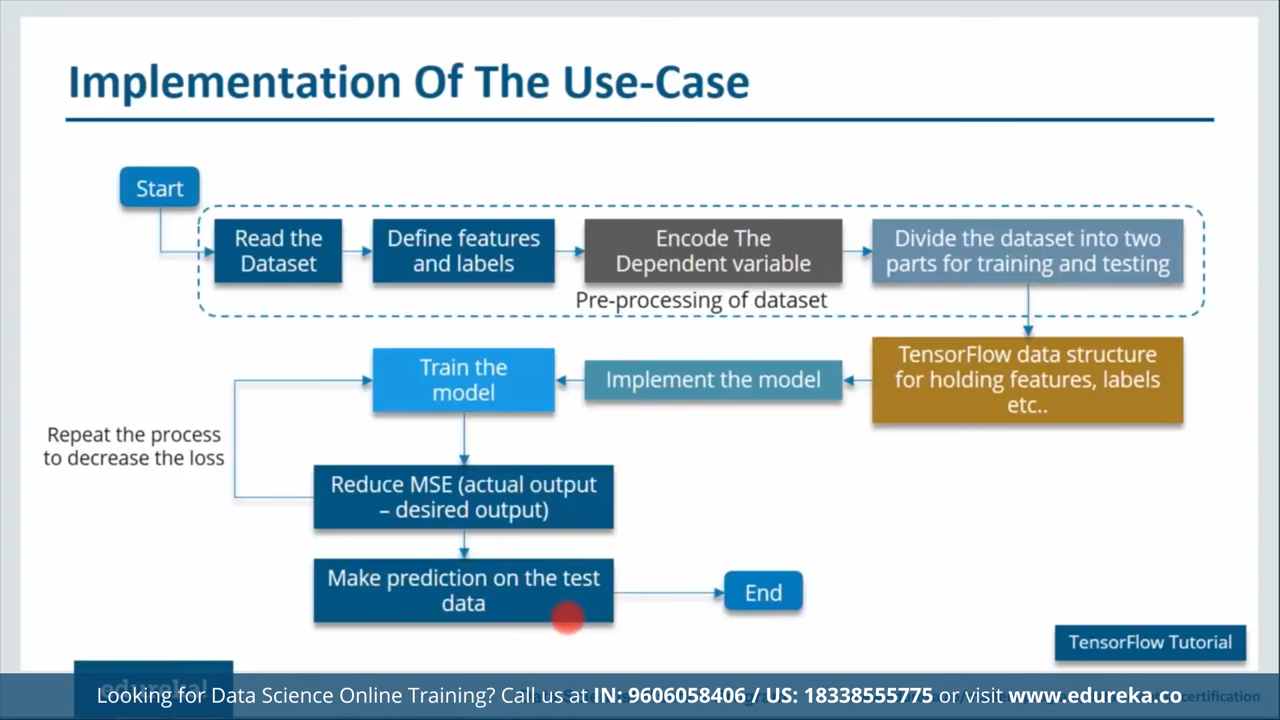 Implementation Of The Use-Case
Start
Read the
Dataset
Define features
and labels
Encode The
Dependent variable
Divide the dataset into two
parts for training and testing
Pre-processing of dataset
TensorFlow data structure
for holding features, labels
etc..
Implement the model
Train the
model
Repeat the process
to decrease the loss
Reduce MSE (actual output
– desired output)
Make prediction on the test
data
End
TensorFlow Tutorial
edureka!
Looking for Data Science Online Training? Call us at IN: 9606058406 / US: 18338555775 or visit www.edureka.co
certification